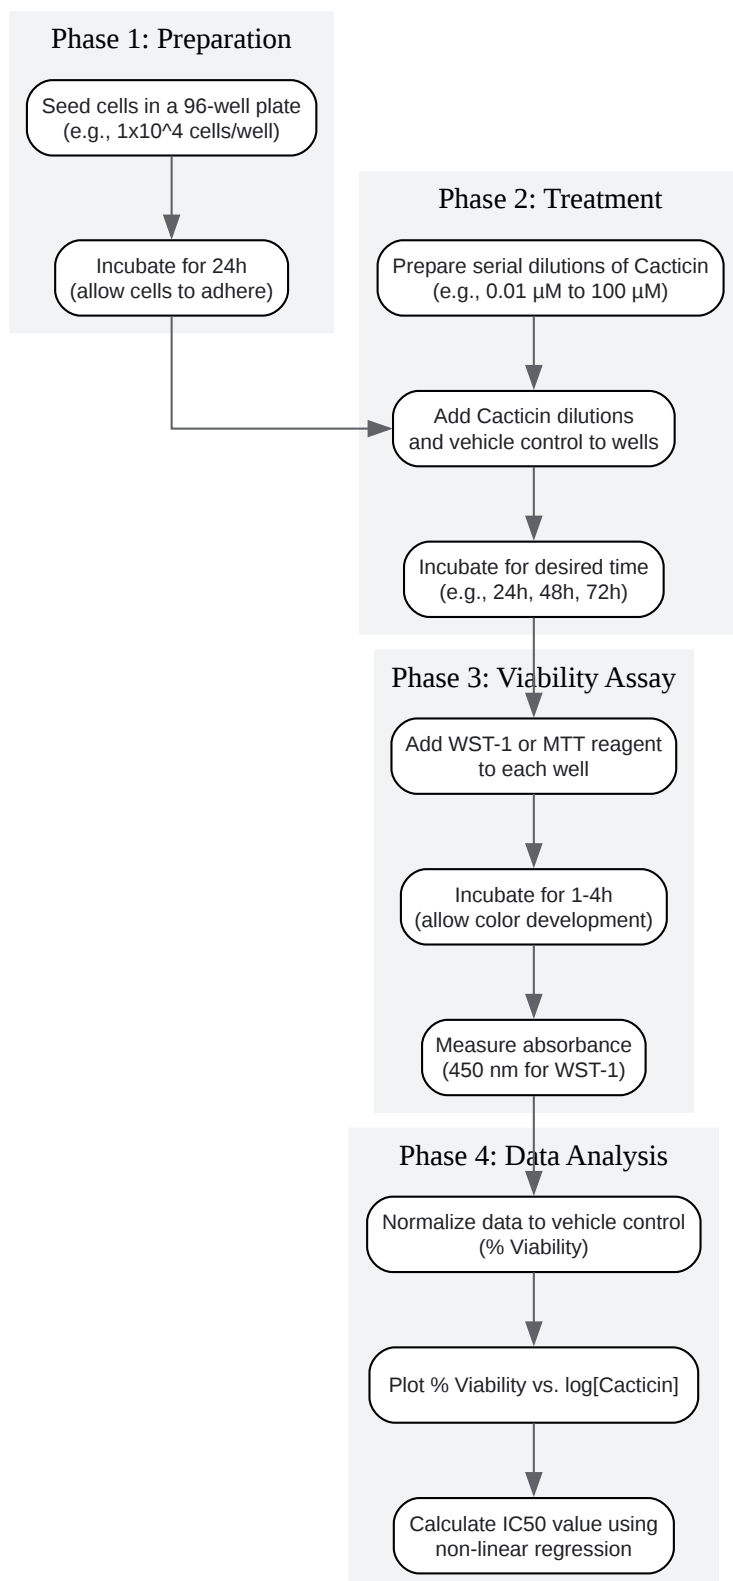 Phase 1: Preparation
Seed cells in a 96-well plate
(e.g., 1x10^4 cells/well)
Incubate for 24h
(allow cells to adhere)
Phase 2: Treatment
Prepare serial dilutions of Cacticin
(e.g., 0.01 µM to 100 µM)
Add Cacticin dilutions
and vehicle control to wells
Incubate for desired time
(e.g., 24h, 48h, 72h)
Phase 3: Viability Assay
Add WST-1 or MTT reagent
to each well
Incubate for 1-4h
(allow color development)
Measure absorbance
(450 nm for WST-1)
Phase 4: Data Analysis
Normalize data to vehicle control
(% Viability)
Plot % Viability vs. log[Cacticin]
Calculate IC50 value using
non-linear regression